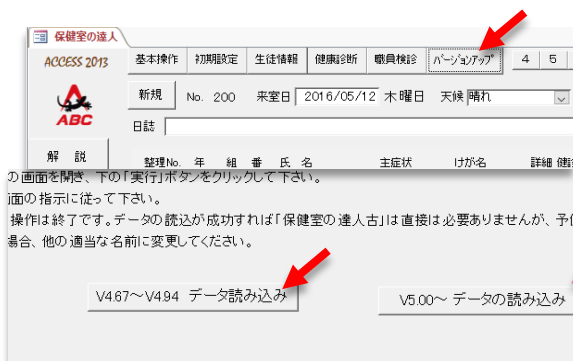 保健室の達人
ACCESS 2013 基本操作 初期設定 生徒情報 健康診断 職員検診 バージョンアップ 4 5
新規 No. 200 来室日 2016/05/12 木曜日 天候 晴れ
ABC
日誌
解 説 整理No. 年 組 番 氏 名 主症状 けが名 詳細
の画面を開き、下の「実行」ボタンをクリックして下さい。
面の指示に従って下さい。
操作は終了です。データの読込が成功すれば「保健室の達人古」は直接は必要ありませんが、予
場合、他の適当な名前に変更してください。
V4.67～V4.94 データ読み込み V5.00～ データの読み込み